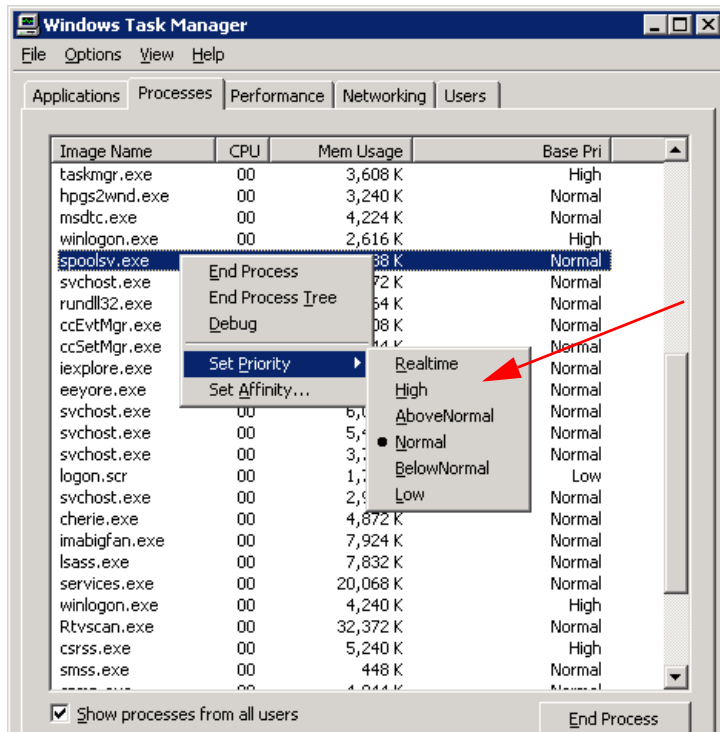 Windows Task Manager
File Options View Help
Applications Processes Performance Networking Users
Image Name CPU Mem Usage Base Pri
taskmgr.exe 00 3,608 K High
hpgs2wnd.exe 00 3,240 K Normal
msdtc.exe 00 4,224 K Normal
winlogon.exe 00 2,616 K High
spoolsv.exe 38 K Normal
svchost.exe 72 K Normal
rundll32.exe 64 K Normal
ccEvtMgr.exe 08 K Normal
ccSetMgr.exe Normal
iexplore.exe Normal
eeyore.exe Normal
svchost.exe 00 Normal
svchost.exe 00 Normal
svchost.exe 00 Normal
logon.scr 00 Low
svchost.exe 00 Normal
cherie.exe 00 4,872 K Normal
imabigfan.exe 00 7,924 K Normal
lsass.exe 00 7,832 K Normal
services.exe 00 20,068 K Normal
winlogon.exe 00 4,240 K High
Rtvscan.exe 00 32,372 K Normal
csrss.exe 00 5,240 K High
smss.exe 00 448 K Normal
End Process
End Process Tree
Debug
Set Priority
Set Affinity...
Realtime
High
AboveNormal
Normal
BelowNormal
Low
Show processes from all users
End Process